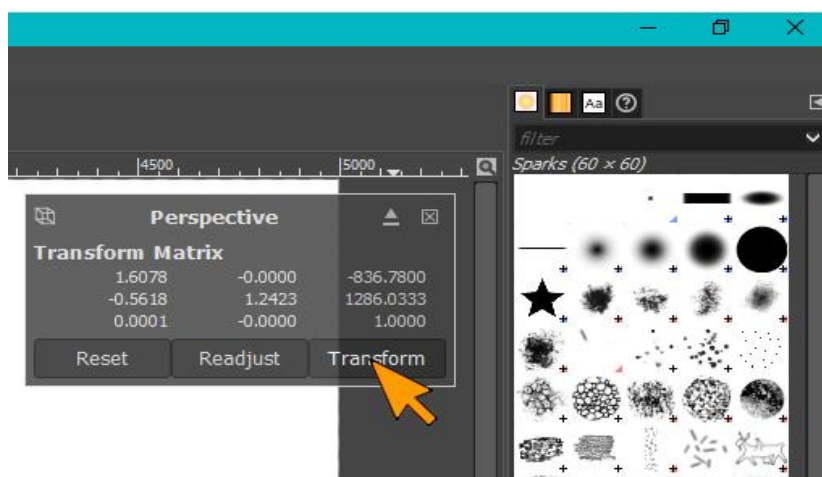 Aa
filter
4500
5000
Sparks (60 × 60)
Perspective
Transform Matrix
1.6078 -0.0000 -836.7800
-0.5618 1.2423 1286.0333
0.0001 -0.0000 1.0000
Reset Readjust Transform